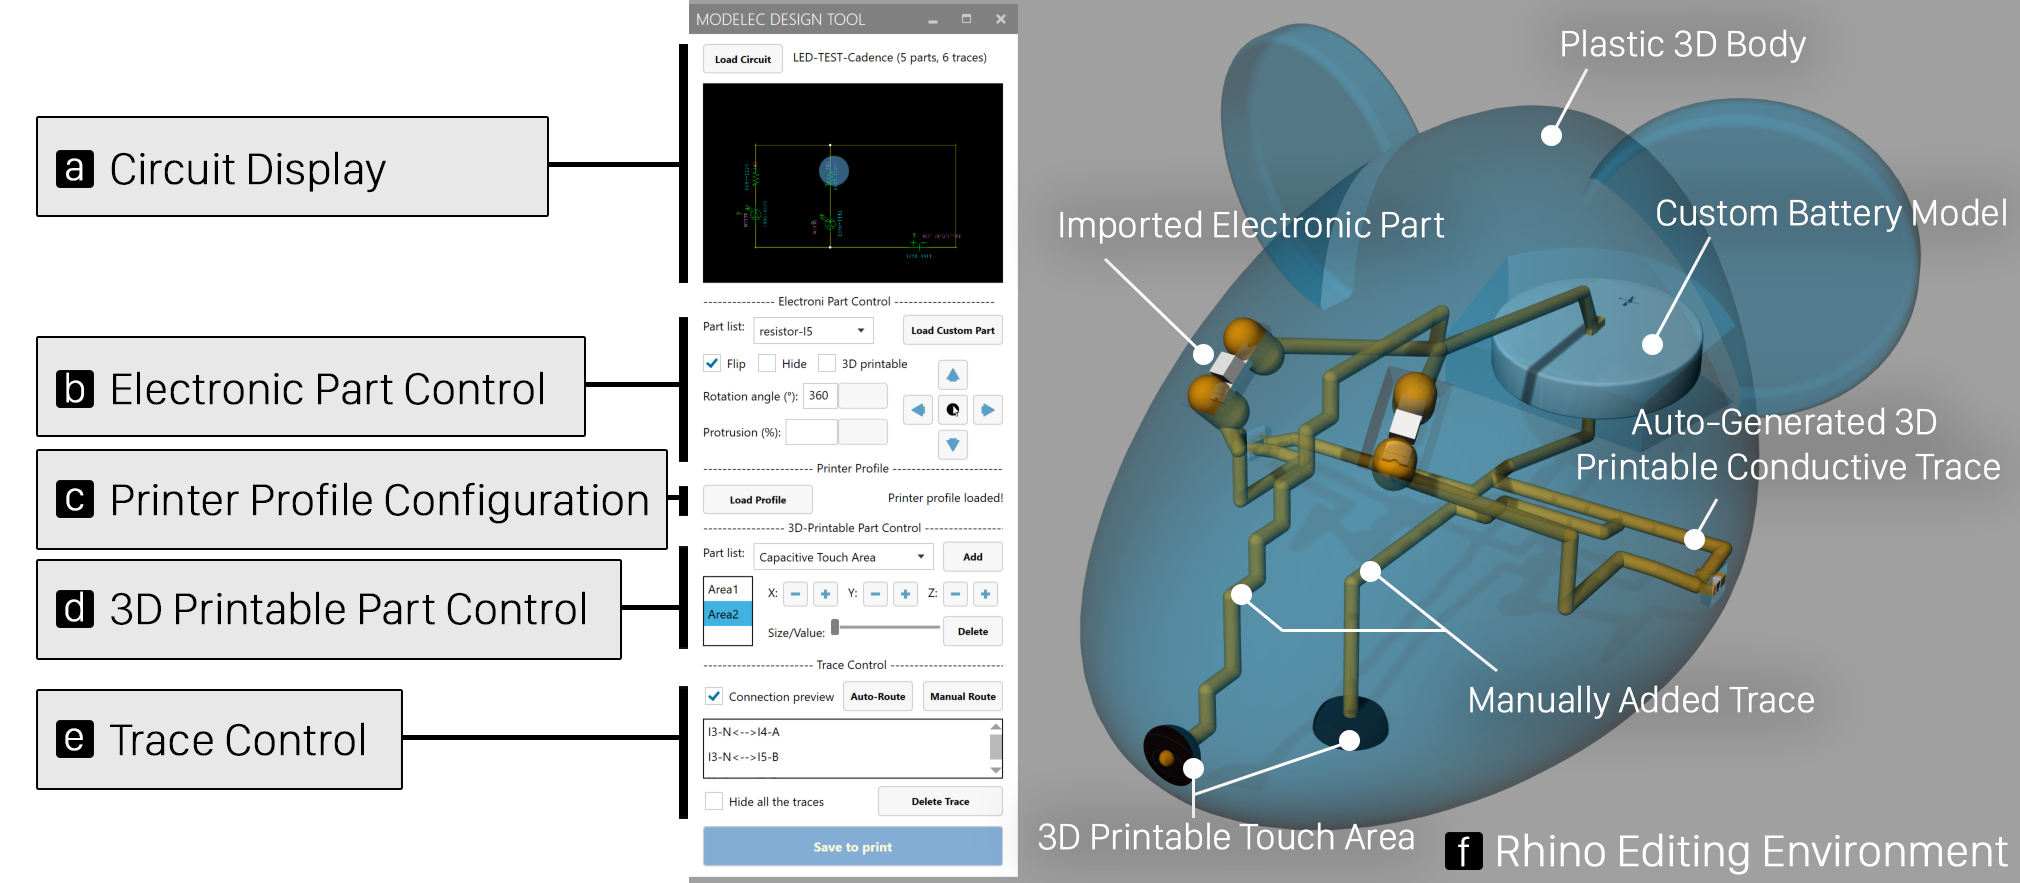 a Circuit Display
b Electronic Part Control
c Printer Profile Configuration
d 3D Printable Part Control
e Trace Control
MODELEC DESIGN TOOL
Load Circuit LED-TEST-Cadence (5 parts, 6 traces)
Electroni Part Control
Part list: resistor-I5 Load Custom Part
Flip Hide 3D printable
Rotation angle (°): 360
Protrusion (%):
Printer Profile
Load Profile Printer profile loaded!
3D-Printable Part Control
Part list: Capacitive Touch Area Add
Area1 X: Y: Z:
Area2
Size/Value: Delete
Trace Control
Connection preview Auto-Route Manual Route
I3-N<-->I4-A
I3-N<-->I5-B
Hide all the traces Delete Trace
Save to print
Plastic 3D Body
Imported Electronic Part
Custom Battery Model
Auto-Generated 3D
Printable Conductive Trace
Manually Added Trace
3D Printable Touch Area
f Rhino Editing Environment